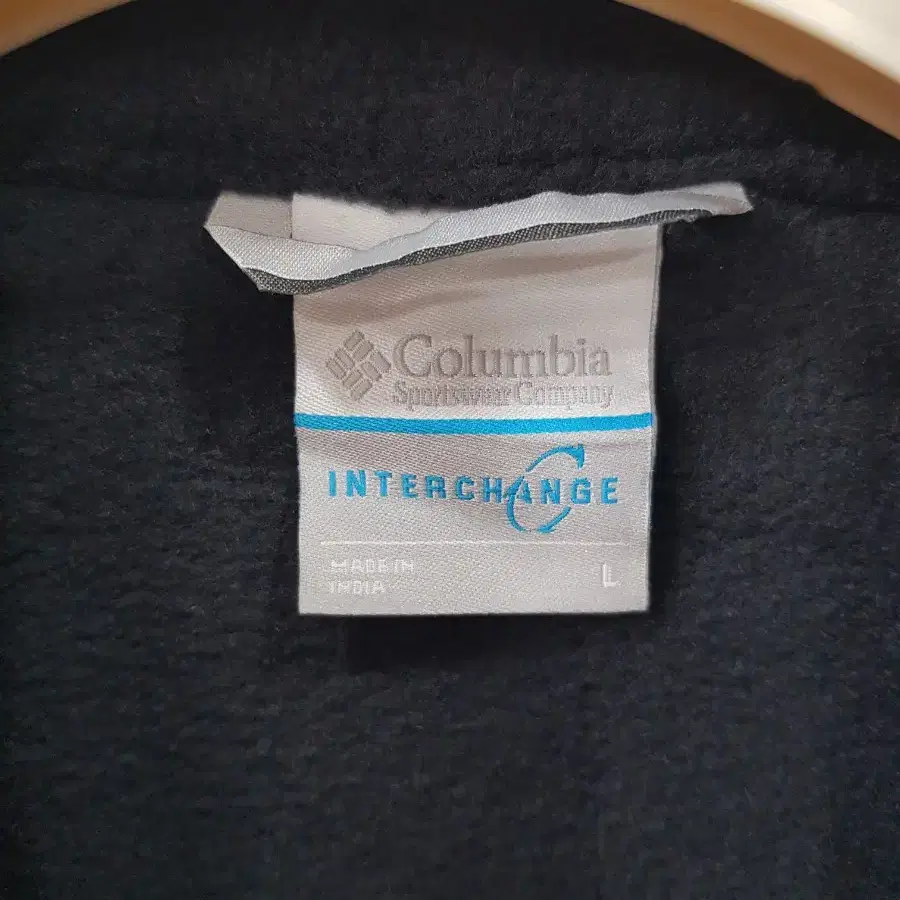 Columbia
Sportswear Company
INTERCHANGE
MADE IN
INDIA
L